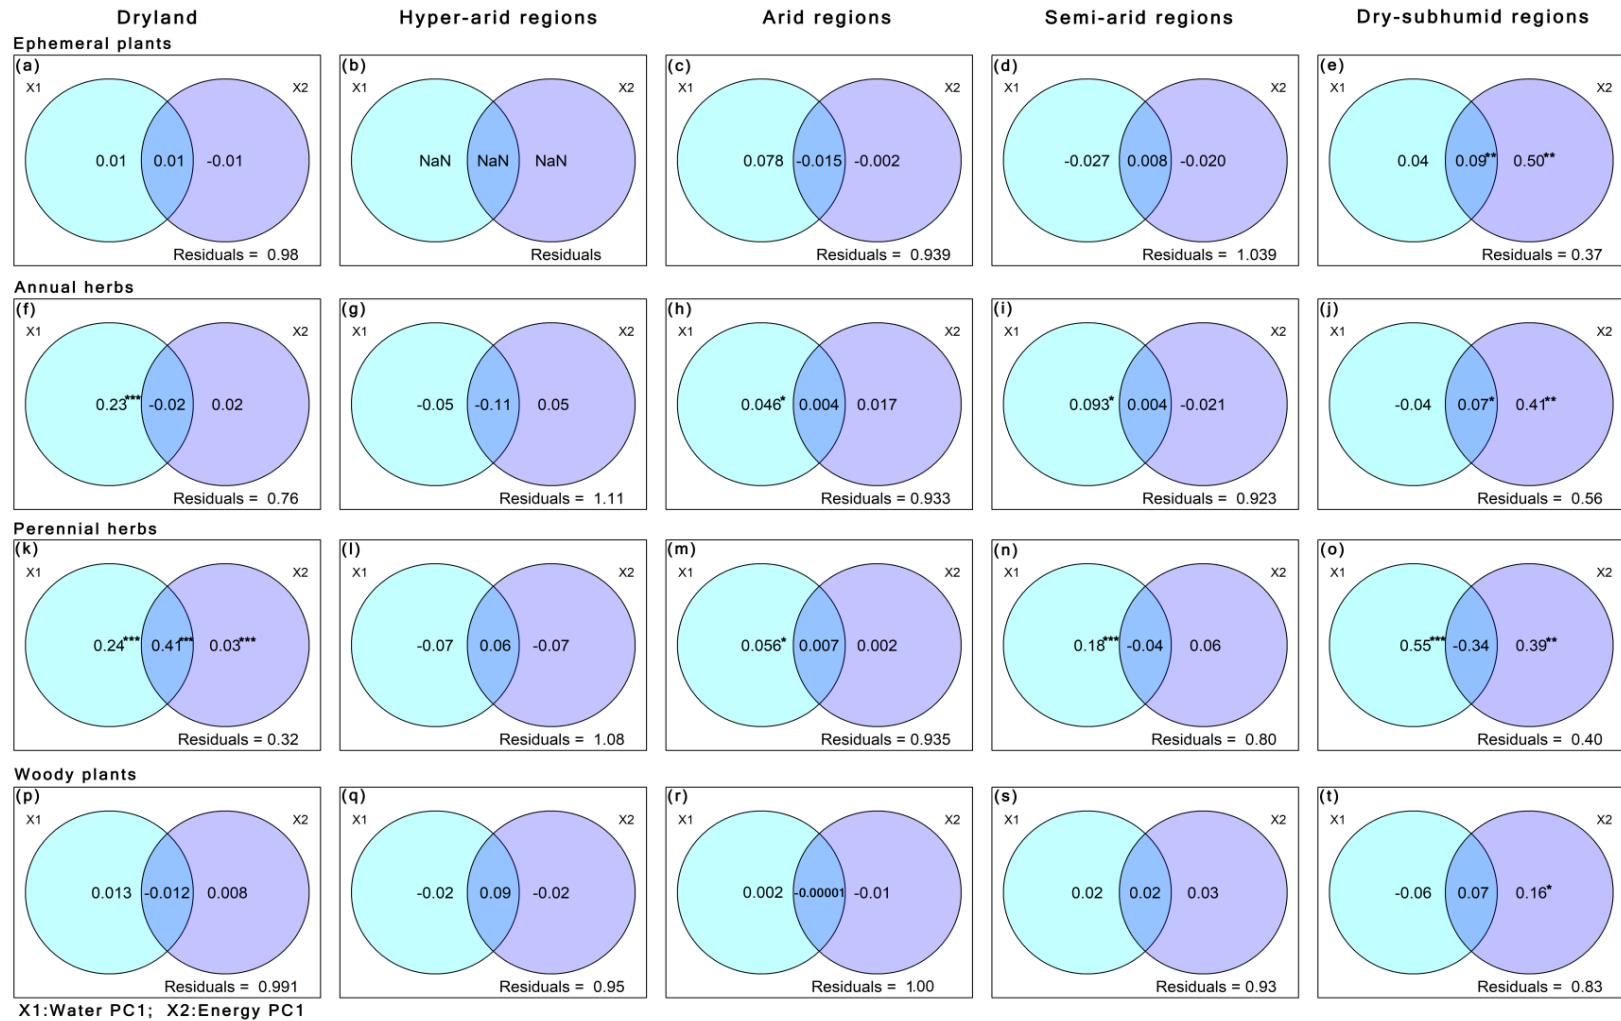 Dryland Hyper-arid regions Arid regions Semi-arid regions Dry-subhumid regions
Ephemeral plants
(a) (b) (c) (d) (e)
X1 X2 X1 X2 X1 X2 X1 X2 X1 X2
0.01 0.01 -0.01 NaN NaN NaN 0.078 -0.015 -0.002 -0.027 0.008 -0.020 0.04 0.09** 0.50**
Residuals = 0.98 Residuals Residuals = 0.939 Residuals = 1.039 Residuals = 0.37
Annual herbs
(f) (g) (h) (i) (j)
X1 X2 X1 X2 X1 X2 X1 X2 X1 X2
0.23*** -0.02 0.02 -0.05 -0.11 0.05 0.046* 0.004 0.017 0.093* 0.004 -0.021 -0.04 0.07* 0.41**
Residuals = 0.76 Residuals = 1.11 Residuals = 0.933 Residuals = 0.923 Residuals = 0.56
Perennial herbs
(k) (l) (m) (n) (o)
X1 X2 X1 X2 X1 X2 X1 X2 X1 X2
0.24*** 0.41*** 0.03*** -0.07 0.06 -0.07 0.056* 0.007 0.002 0.18*** -0.04 0.06 0.55*** -0.34 0.39**
Residuals = 0.32 Residuals = 1.08 Residuals = 0.935 Residuals = 0.80 Residuals = 0.40
Woody plants
(p) (q) (r) (s) (t)
X1 X2 X1 X2 X1 X2 X1 X2 X1 X2
0.013 -0.012 0.008 -0.02 0.09 -0.02 0.002 -0.00001 -0.01 0.02 0.02 0.03 -0.06 0.07 0.16*
Residuals = 0.991 Residuals = 0.95 Residuals = 1.00 Residuals = 0.93 Residuals = 0.83
X1:Water PC1; X2:Energy PC1